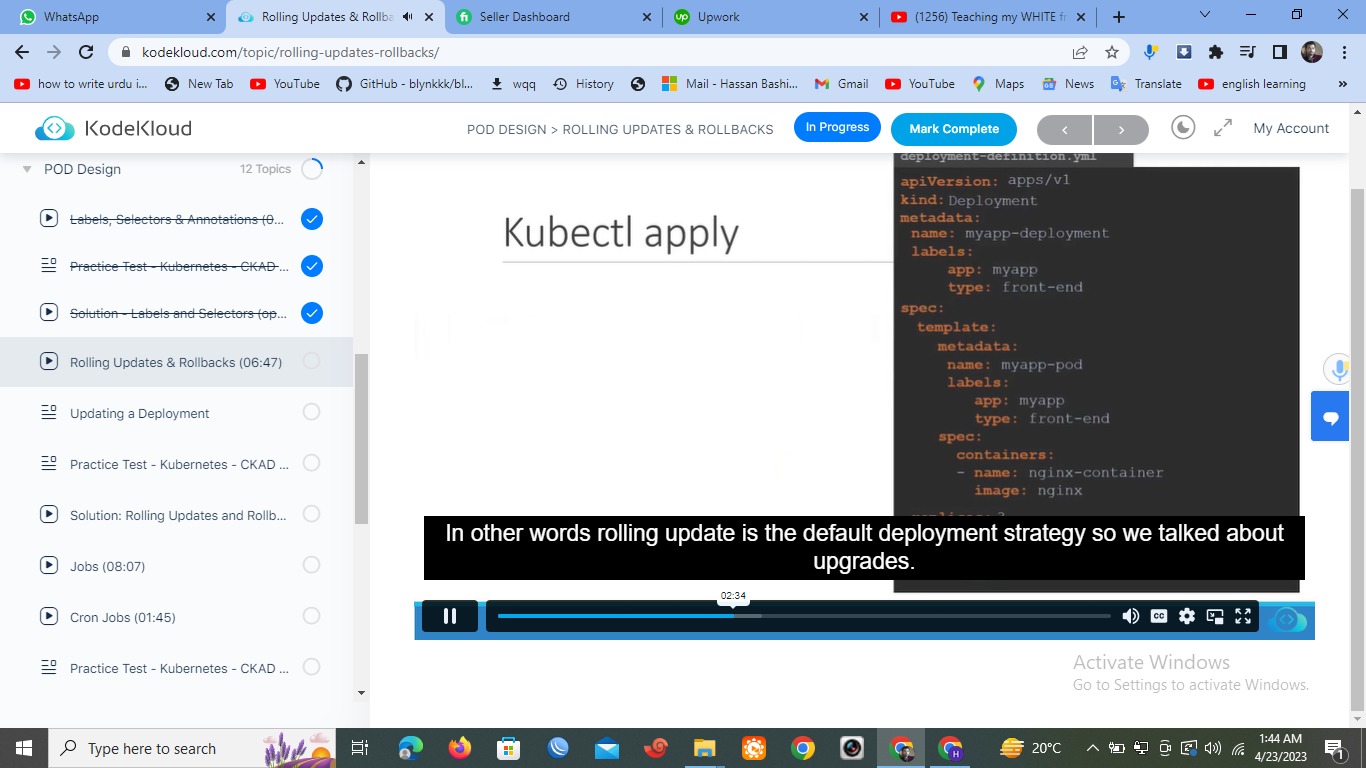 WhatsApp
Rolling Updates & Rollba
Seller Dashboard
Upwork
(1256) Teaching my WHITE fr
kodekloud.com/topic/rolling-updates-rollbacks/
how to write urdu i...
New Tab
YouTube
GitHub - blynkkk/bl...
wqq
History
Mail - Hassan Bashi...
Gmail
YouTube
Maps
News
Translate
english learning
»
KodeKloud
POD DESIGN > ROLLING UPDATES & ROLLBACKS
In Progress
Mark Complete
My Account
POD Design
12 Topics
Labels, Selectors & Annotations (0...
Practice Test - Kubernetes - CKAD ...
Solution - Labels and Selectors (op...
Rolling Updates & Rollbacks (06:47)
Updating a Deployment
Practice Test - Kubernetes - CKAD ...
Solution: Rolling Updates and Rollb...
Jobs (08:07)
Cron Jobs (01:45)
Practice Test - Kubernetes - CKAD ...
Kubectl apply
deployment-definition.yml
apiVersion: apps/v1
kind: Deployment
metadata:
name: myapp-deployment
labels:
app: myapp
type: front-end
spec:
template:
metadata:
name: myapp-pod
labels:
app: myapp
type: front-end
spec:
containers:
- name: nginx-container
image: nginx
In other words rolling update is the default deployment strategy so we talked about
upgrades.
02:34
CC
Activate Windows
Go to Settings to activate Windows.
Type here to search
20°C
1:44 AM
4/23/2023
1